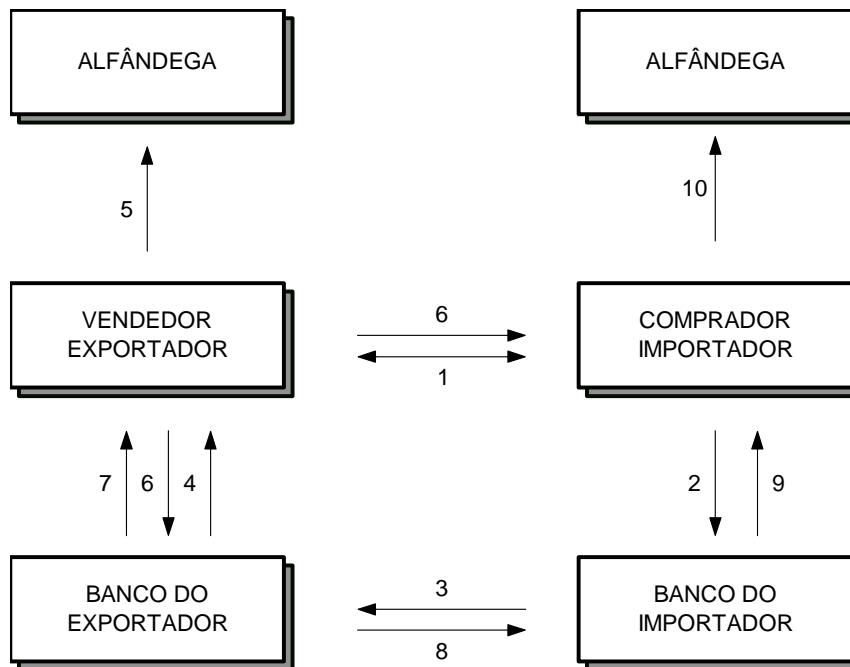 ALFÂNDEGA
ALFÂNDEGA
5
10
VENDEDOR
EXPORTADOR
6
1
COMPRADOR
IMPORTADOR
7 6 4
2 9
BANCO DO
EXPORTADOR
3
8
BANCO DO
IMPORTADOR